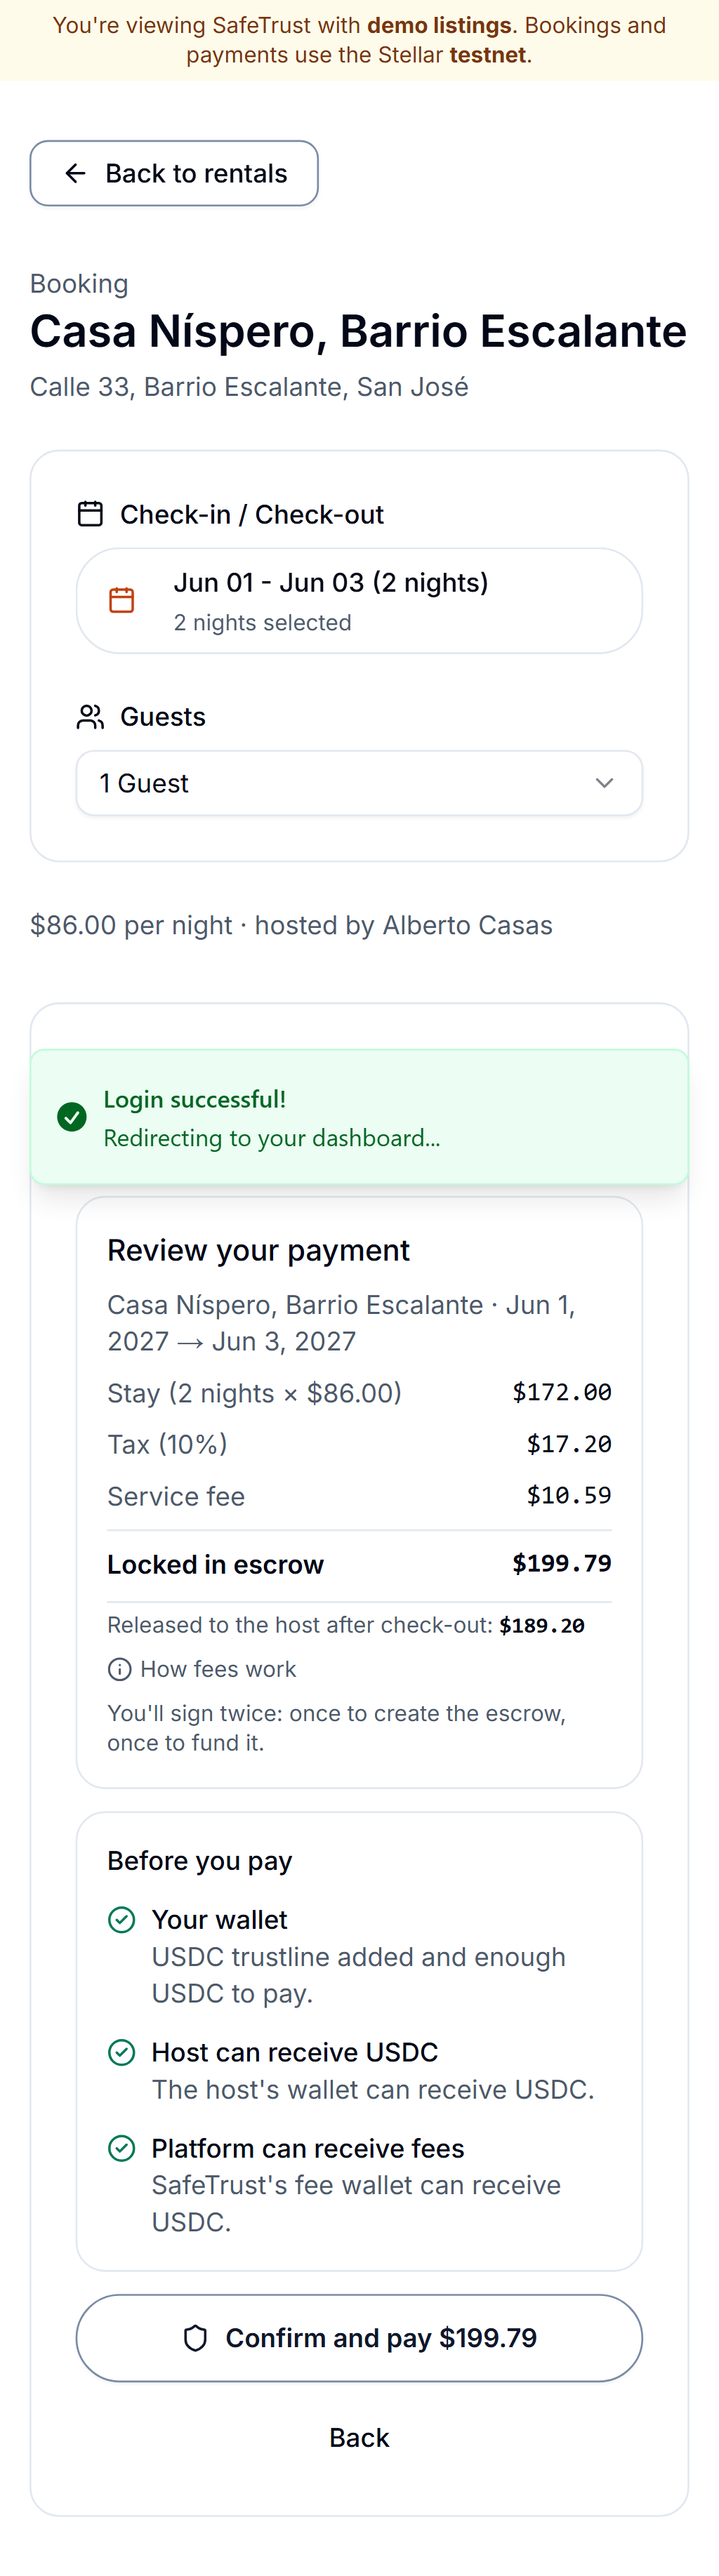 You're viewing SafeTrust with demo listings. Bookings and
payments use the Stellar testnet.
Back to rentals
Booking
Casa Níspero, Barrio Escalante
Calle 33, Barrio Escalante, San José
Check-in / Check-out
Jun 01 - Jun 03 (2 nights)
2 nights selected
Guests
1 Guest
$86.00 per night · hosted by Alberto Casas
Login successful!
Redirecting to your dashboard...
Review your payment
Casa Níspero, Barrio Escalante · Jun 1,
2027 → Jun 3, 2027
Stay (2 nights × $86.00) $172.00
Tax (10%) $17.20
Service fee $10.59
Locked in escrow $199.79
Released to the host after check-out: $189.20
How fees work
You'll sign twice: once to create the escrow,
once to fund it.
Before you pay
Your wallet
USDC trustline added and enough
USDC to pay.
Host can receive USDC
The host's wallet can receive USDC.
Platform can receive fees
SafeTrust's fee wallet can receive
USDC.
Confirm and pay $199.79
Back